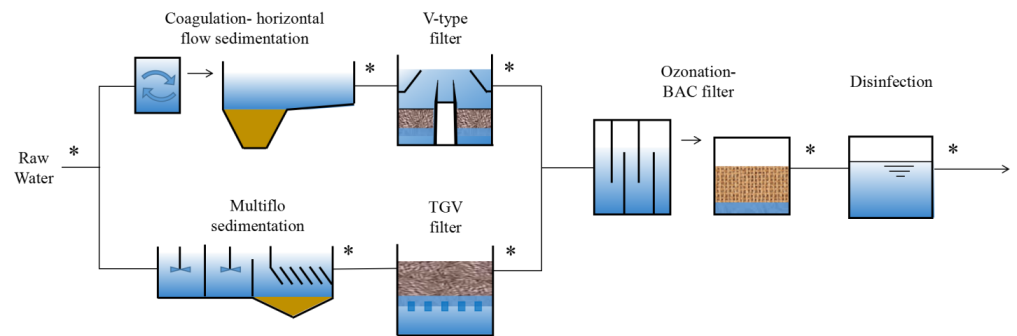 Coagulation- horizontal
flow sedimentation
V-type
filter
*
*
Ozonation-
BAC filter
Disinfection
*
Raw
Water
*
*
Multiflo
sedimentation
TGV
filter
*
*